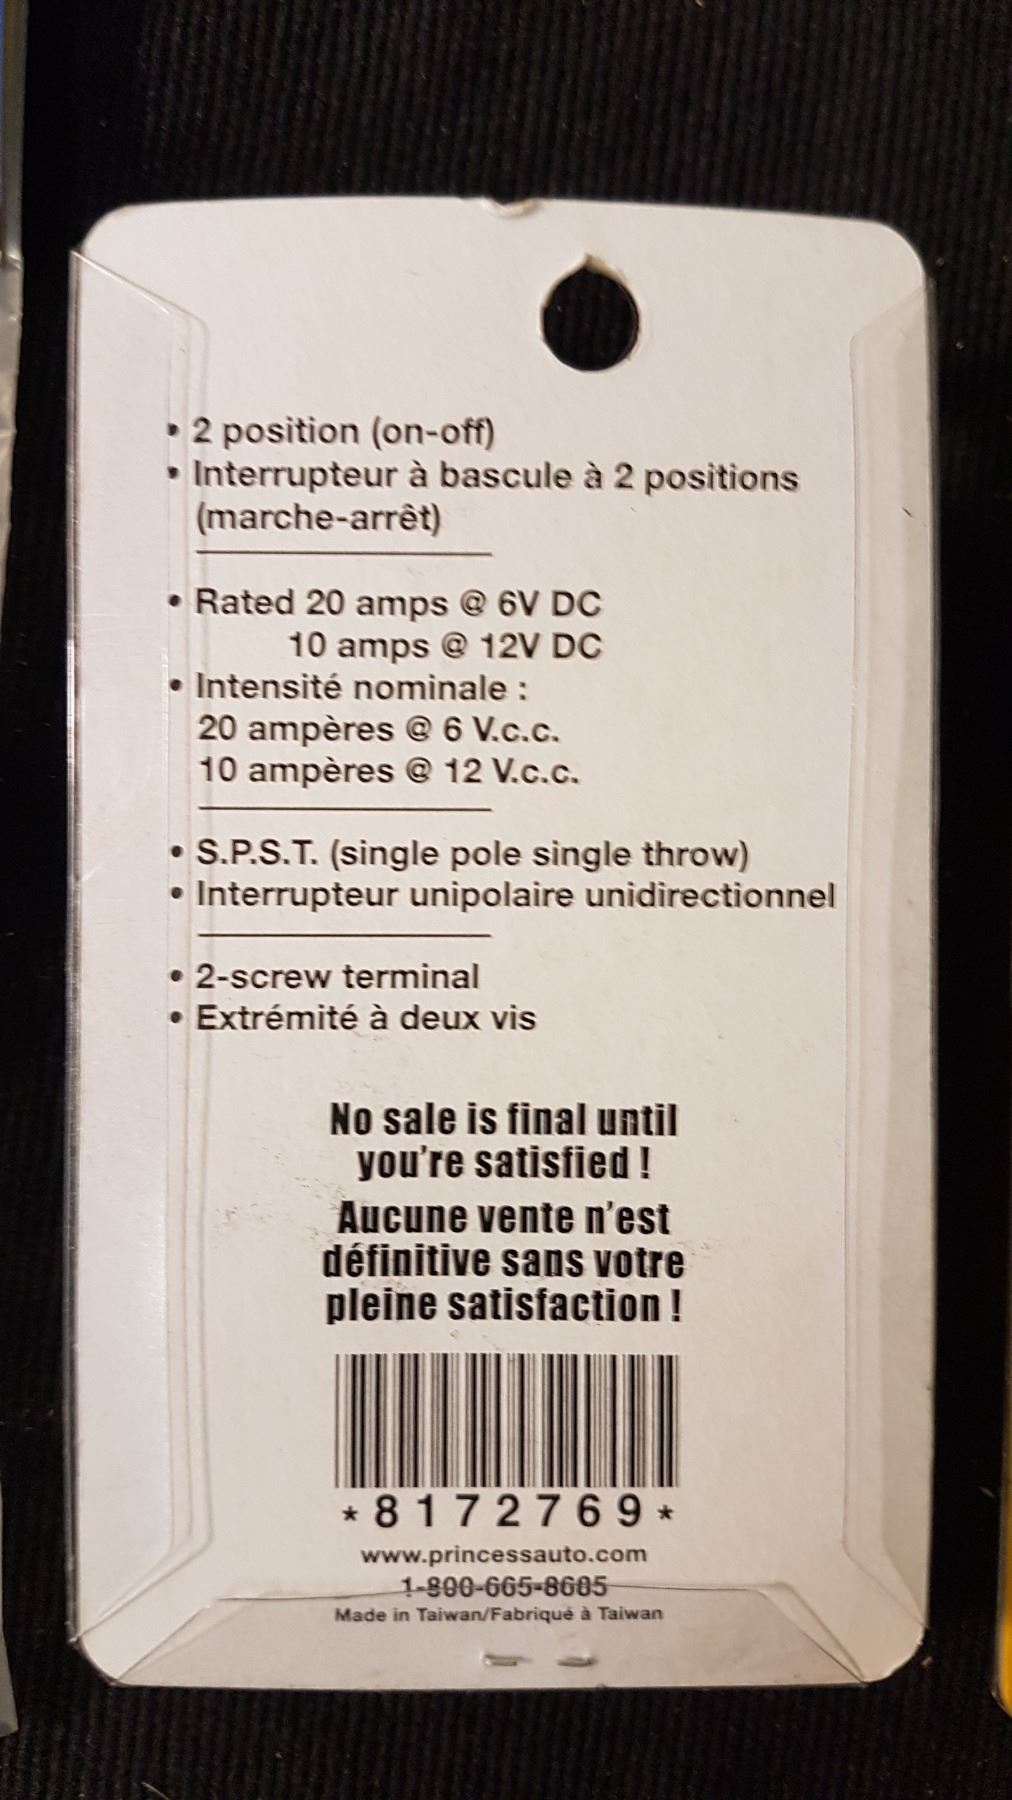 • 2 position (on-off)
• Interrupteur à bascule à 2 positions
(marche-arrêt)
• Rated 20 amps @ 6V DC
10 amps @ 12V DC
• Intensité nominale :
20 ampères @ 6 V.c.c.
10 ampères @ 12 V.c.c.
• S.P.S.T. (single pole single throw)
• Interrupteur unipolaire unidirectionnel
• 2-screw terminal
• Extrémité à deux vis
No sale is final until
you're satisfied !
Aucune vente n'est
définitive sans votre
pleine satisfaction !
*8172769*
www.princessauto.com
1-800-665-8685
Made in Taiwan/Fabriqué à Taiwan